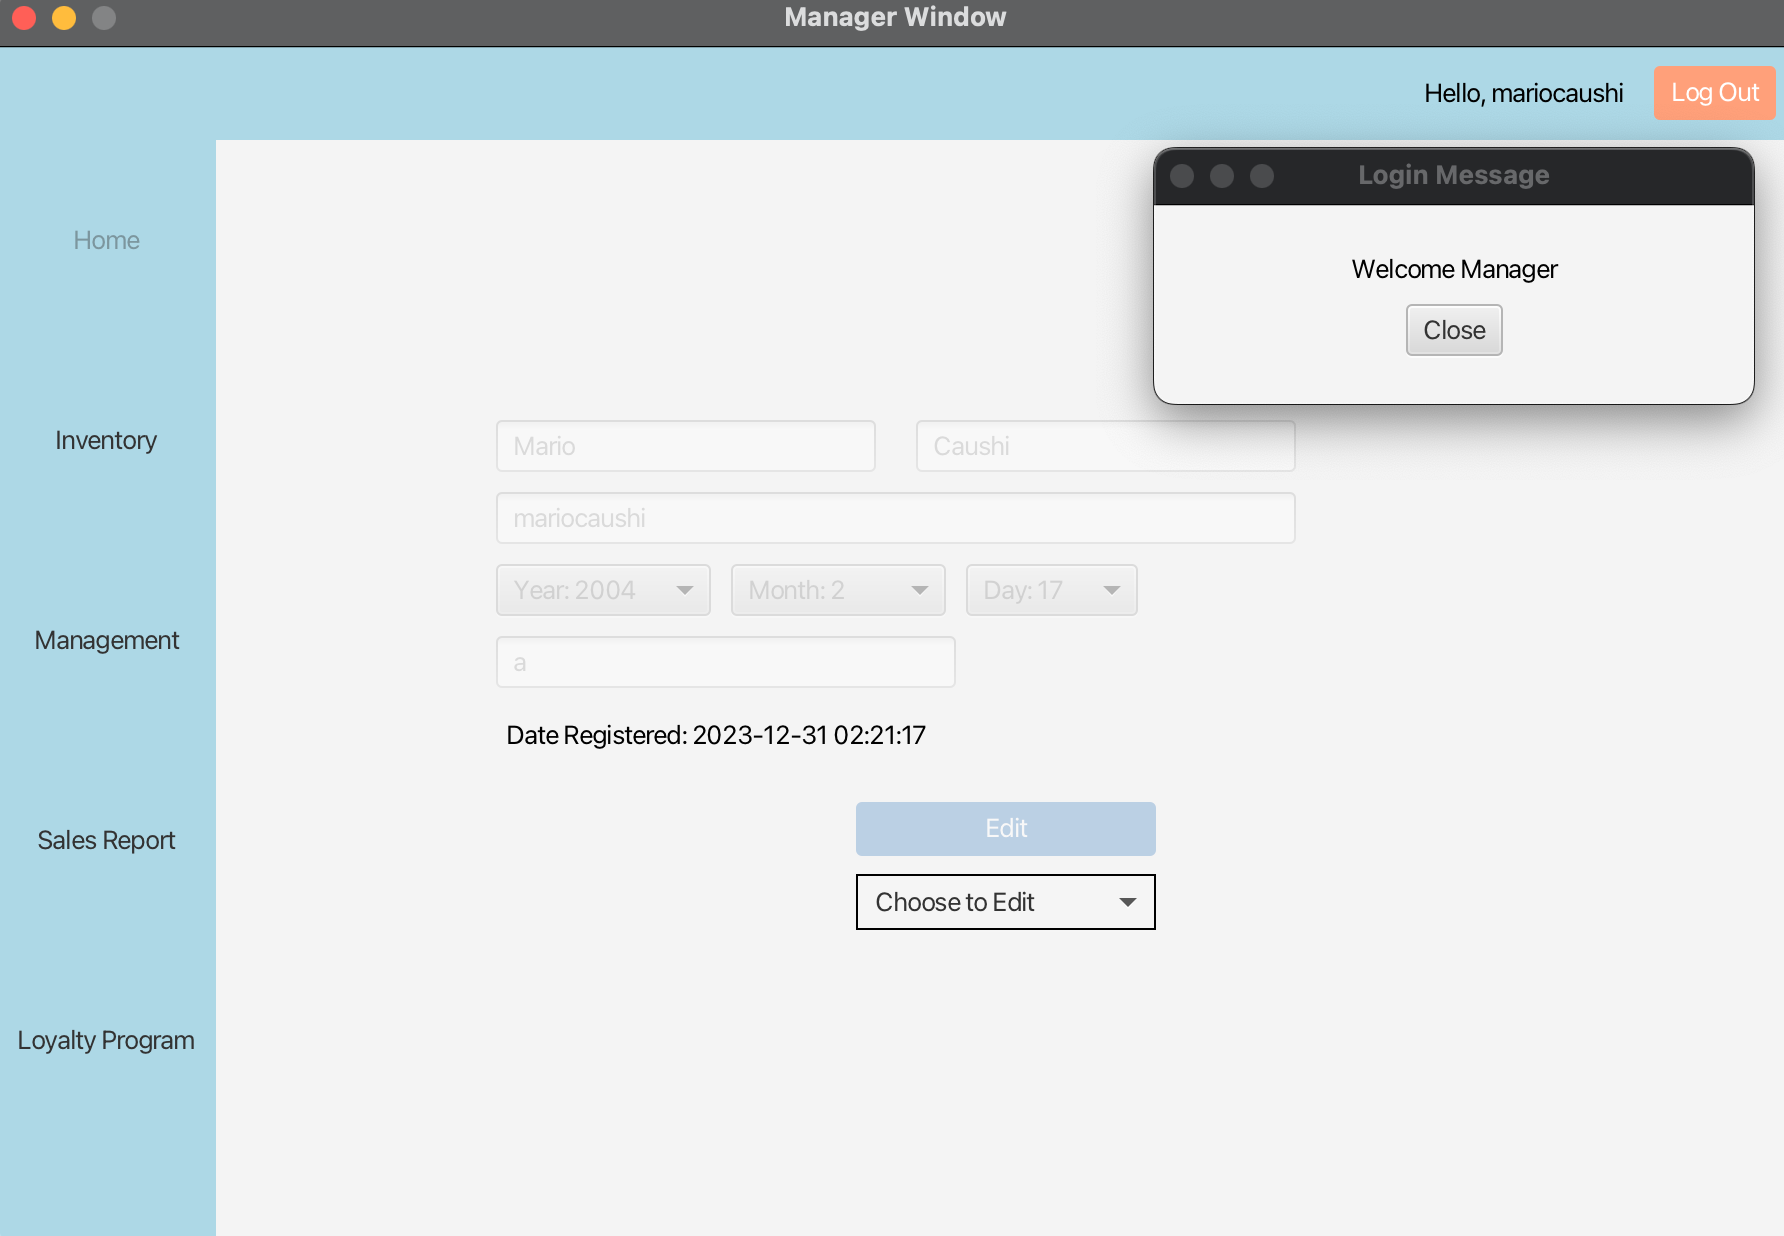 Manager Window
Hello, mariocaushi
Log Out
Login Message
Welcome Manager
Close
Home
Inventory
Management
Sales Report
Loyalty Program
Mario
Caushi
mariocaushi
Year: 2004
Month: 2
Day: 17
a
Date Registered: 2023-12-31 02:21:17
Edit
Choose to Edit